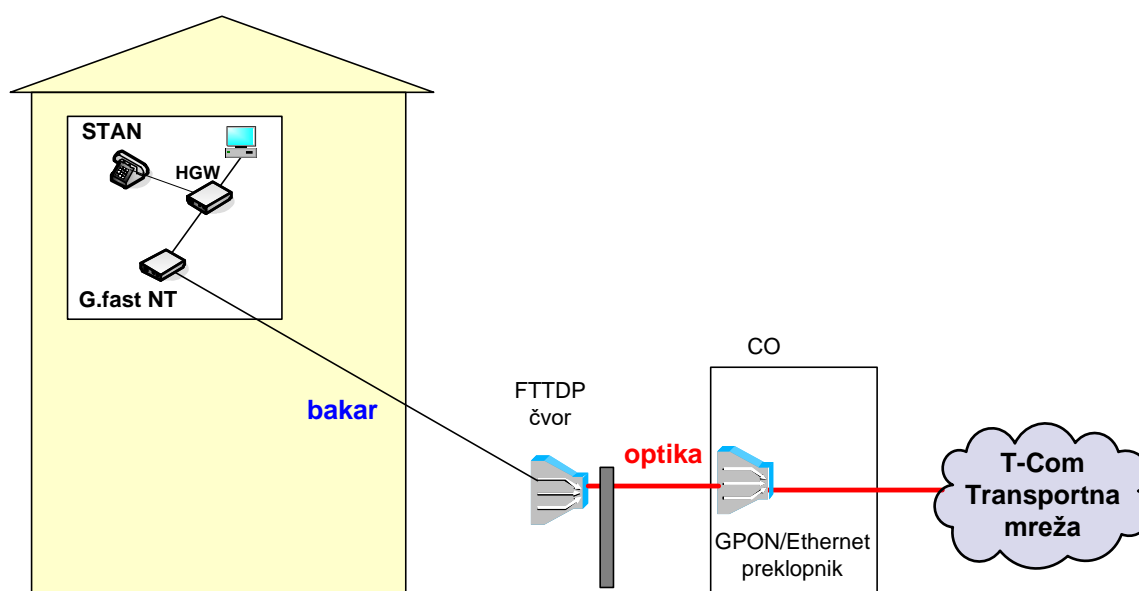 STAN
HGW
G.fast NT
bakar
FTTDP
čvor
optika
CO
GPON/Ethernet
preklopnik
T-Com
Transportna
mreža